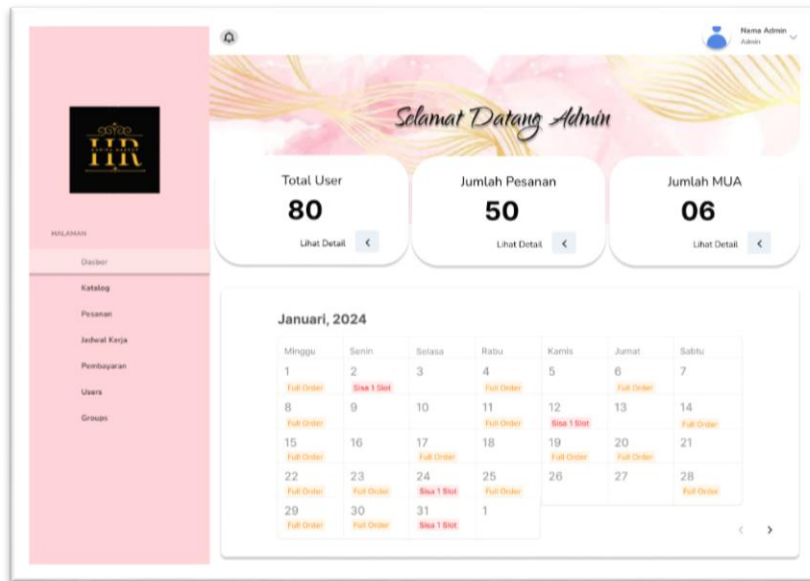 Nama Admin
Admin
Selamat Datang Admin
HR
HALAMAN
Dasbor
Katalog
Pesanan
Jadwal Kerja
Pembayaran
Users
Groups
Total User
80
Lihat Detail
Jumlah Pesanan
50
Lihat Detail
Jumlah MUA
06
Lihat Detail
Januari, 2024
Minggu Senin Selasa Rabu Kamis Jumat Sabtu
1 2 3 4 5 6 7
Full Order Sisa 1 Slot Full Order Full Order
8 9 10 11 12 13 14
Full Order Full Order Sisa 1 Slot Full Order
15 16 17 18 19 20 21
Full Order Full Order Full Order Full Order
22 23 24 25 26 27 28
Full Order Full Order Sisa 1 Slot Full Order Full Order
29 30 31 1
Full Order Full Order Sisa 1 Slot